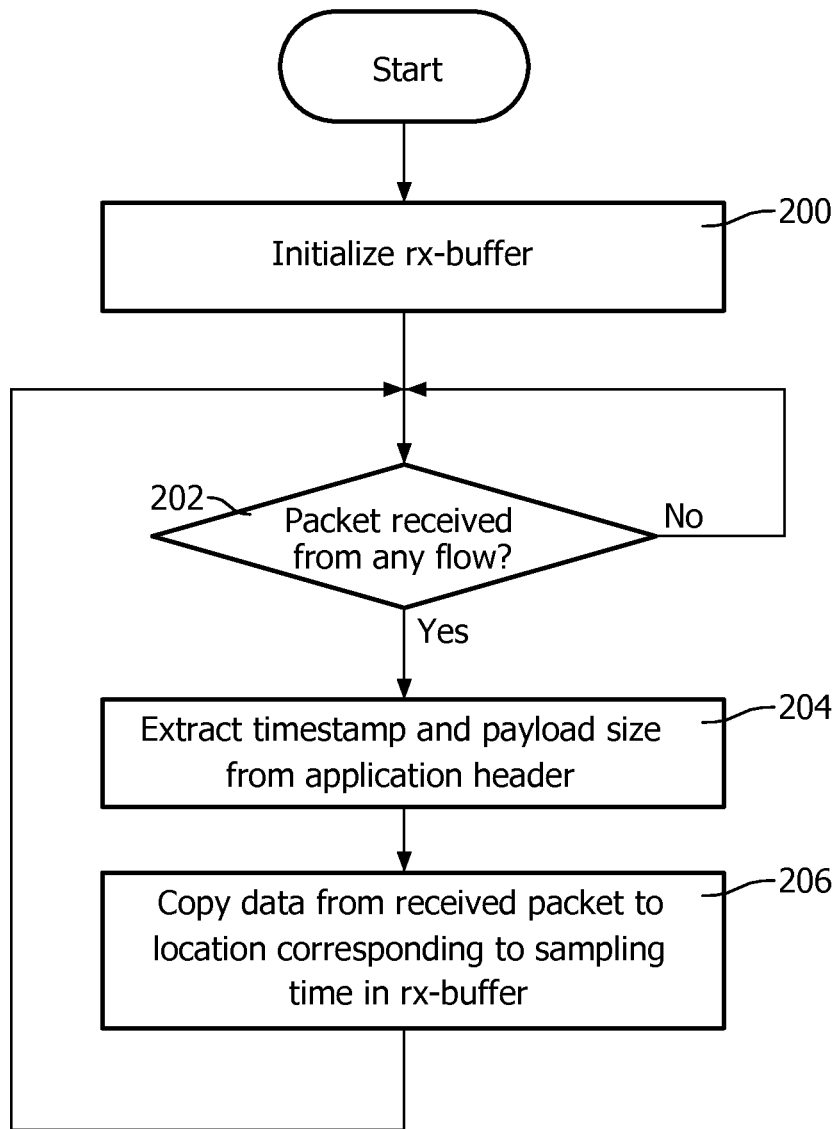 Start
200
Initialize rx-buffer
202
Packet received
from any flow?
No
Yes
204
Extract timestamp and payload size
from application header
206
Copy data from received packet to
location corresponding to sampling
time in rx-buffer